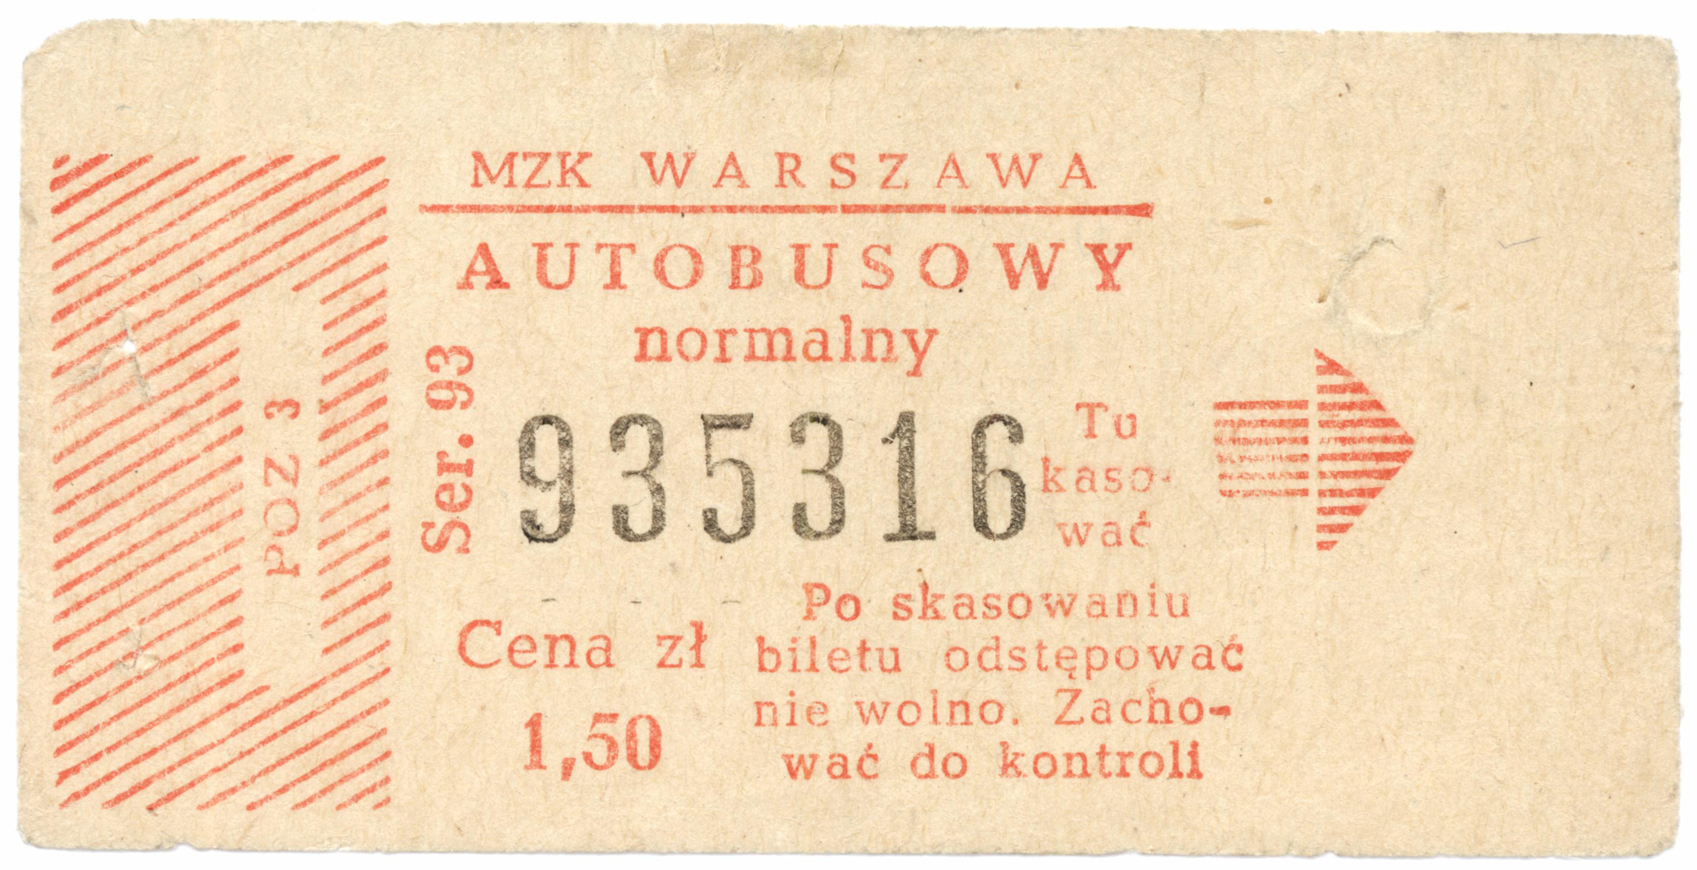 MZK WARSZAWA
AUTOBUSOWY
normalny
POZ 3
Ser. 93
935316
Tu
kaso-
wać
Cena zł
1,50
Po skasowaniu
biletu odstępować
nie wolno. Zacho-
wać do kontroli